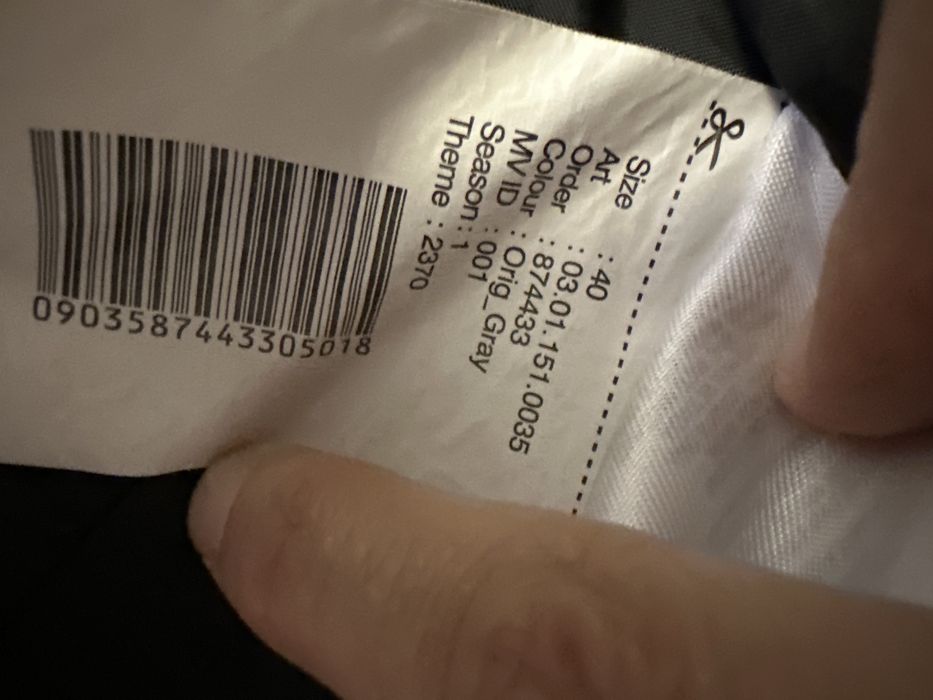 Size : 40
Art : 03.01.151.0035
Order : 874433
Colour : Orig_Gray
MV ID : 001
Season : 1
Theme : 2370
0903587443305018